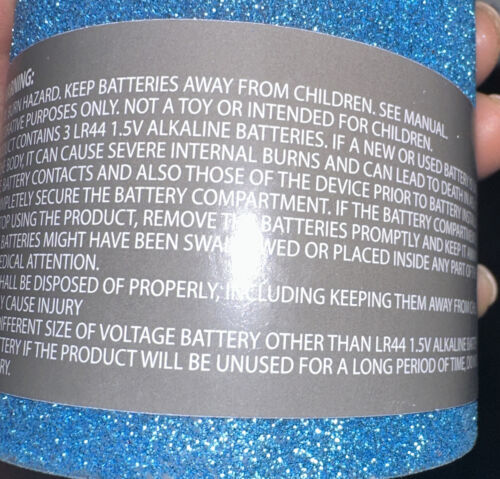 WARNING:
BURN HAZARD. KEEP BATTERIES AWAY FROM CHILDREN. SEE MANUAL.
PURPOSES ONLY. NOT A TOY OR INTENDED FOR CHILDREN.
CONTAINS 3 LR44 1.5V ALKALINE BATTERIES. IF A NEW OR USED BATTERY
BODY, IT CAN CAUSE SEVERE INTERNAL BURNS AND CAN LEAD TO DEATH IN
BATTERY CONTACTS AND ALSO THOSE OF THE DEVICE PRIOR TO BATTERY
COMPLETELY SECURE THE BATTERY COMPARTMENT. IF THE BATTERY COMPARTMENT
USING THE PRODUCT, REMOVE THE BATTERIES PROMPTLY AND KEEP IT
BATTERIES MIGHT HAVE BEEN SWALLOWED OR PLACED INSIDE ANY PART OF
MEDICAL ATTENTION.
SHALL BE DISPOSED OF PROPERLY; INCLUDING KEEPING THEM AWAY FROM
CAUSE INJURY
DIFFERENT SIZE OF VOLTAGE BATTERY OTHER THAN LR44 1.5V ALKALINE
IF THE PRODUCT WILL BE UNUSED FOR A LONG PERIOD OF TIME,